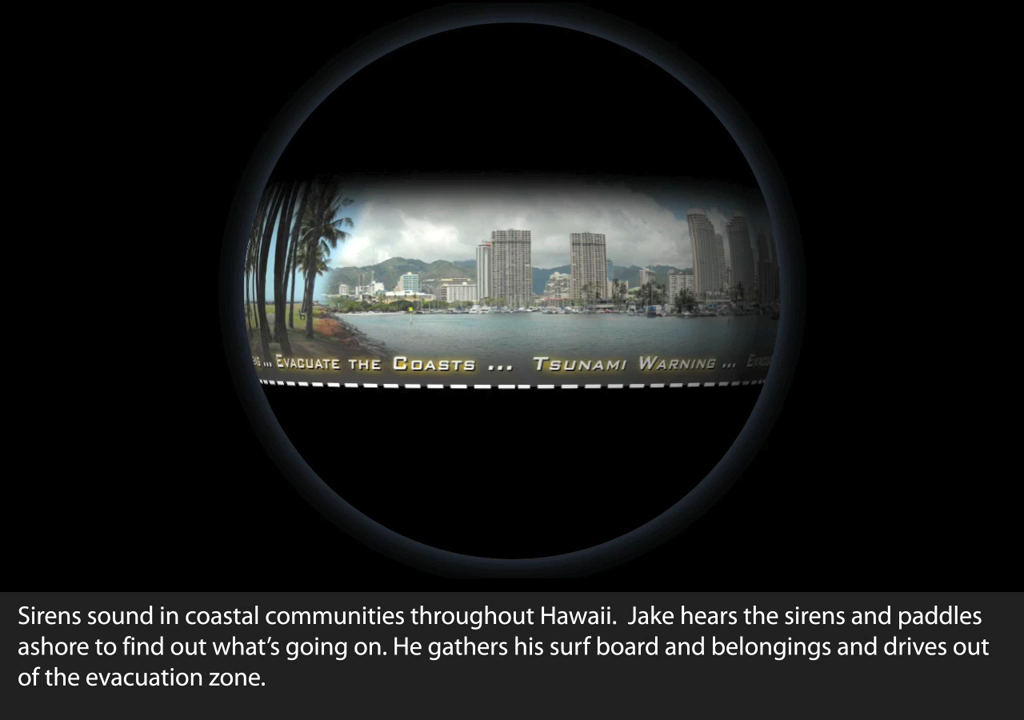 ... Evacuate the Coasts ... Tsunami Warning ...
Sirens sound in coastal communities throughout Hawaii.  Jake hears the sirens and paddles
ashore to find out what’s going on. He gathers his surf board and belongings and drives out
of the evacuation zone.